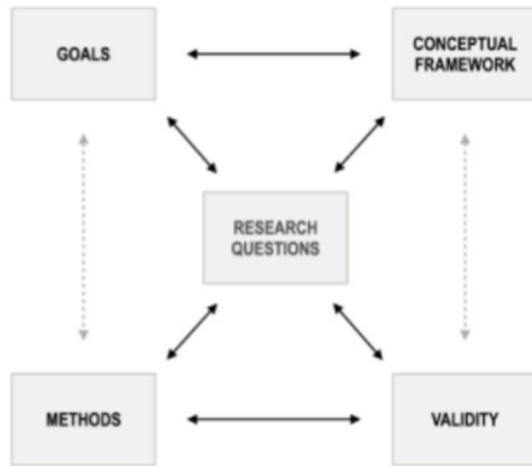 GOALS
CONCEPTUAL
FRAMEWORK
RESEARCH
QUESTIONS
METHODS
VALIDITY